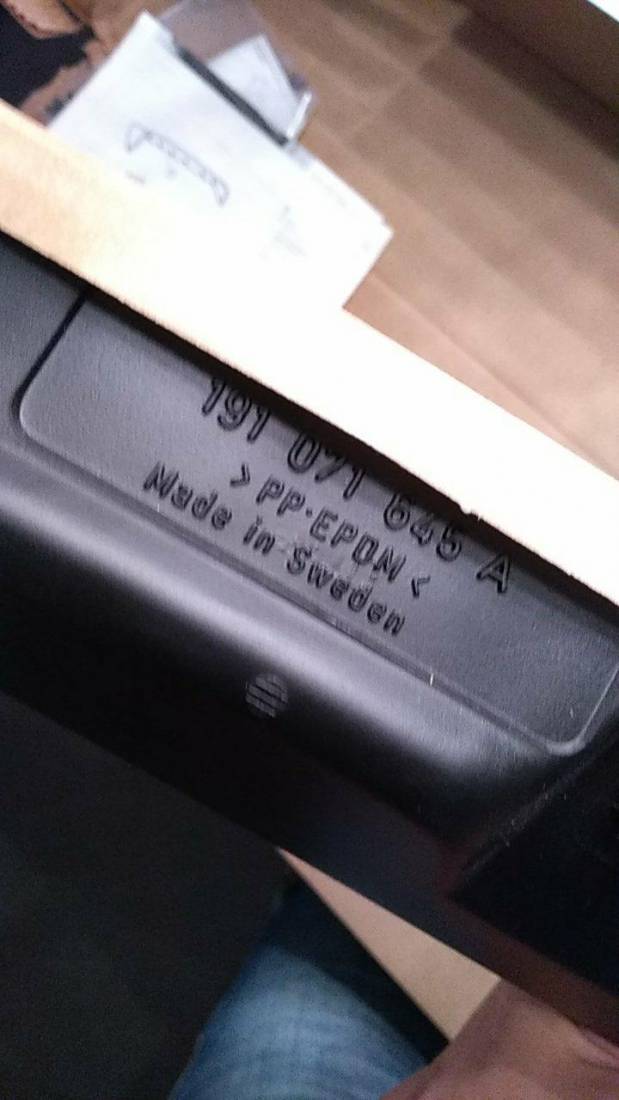 191 071 645 A
>PP·EPDM<
Made in Sweden